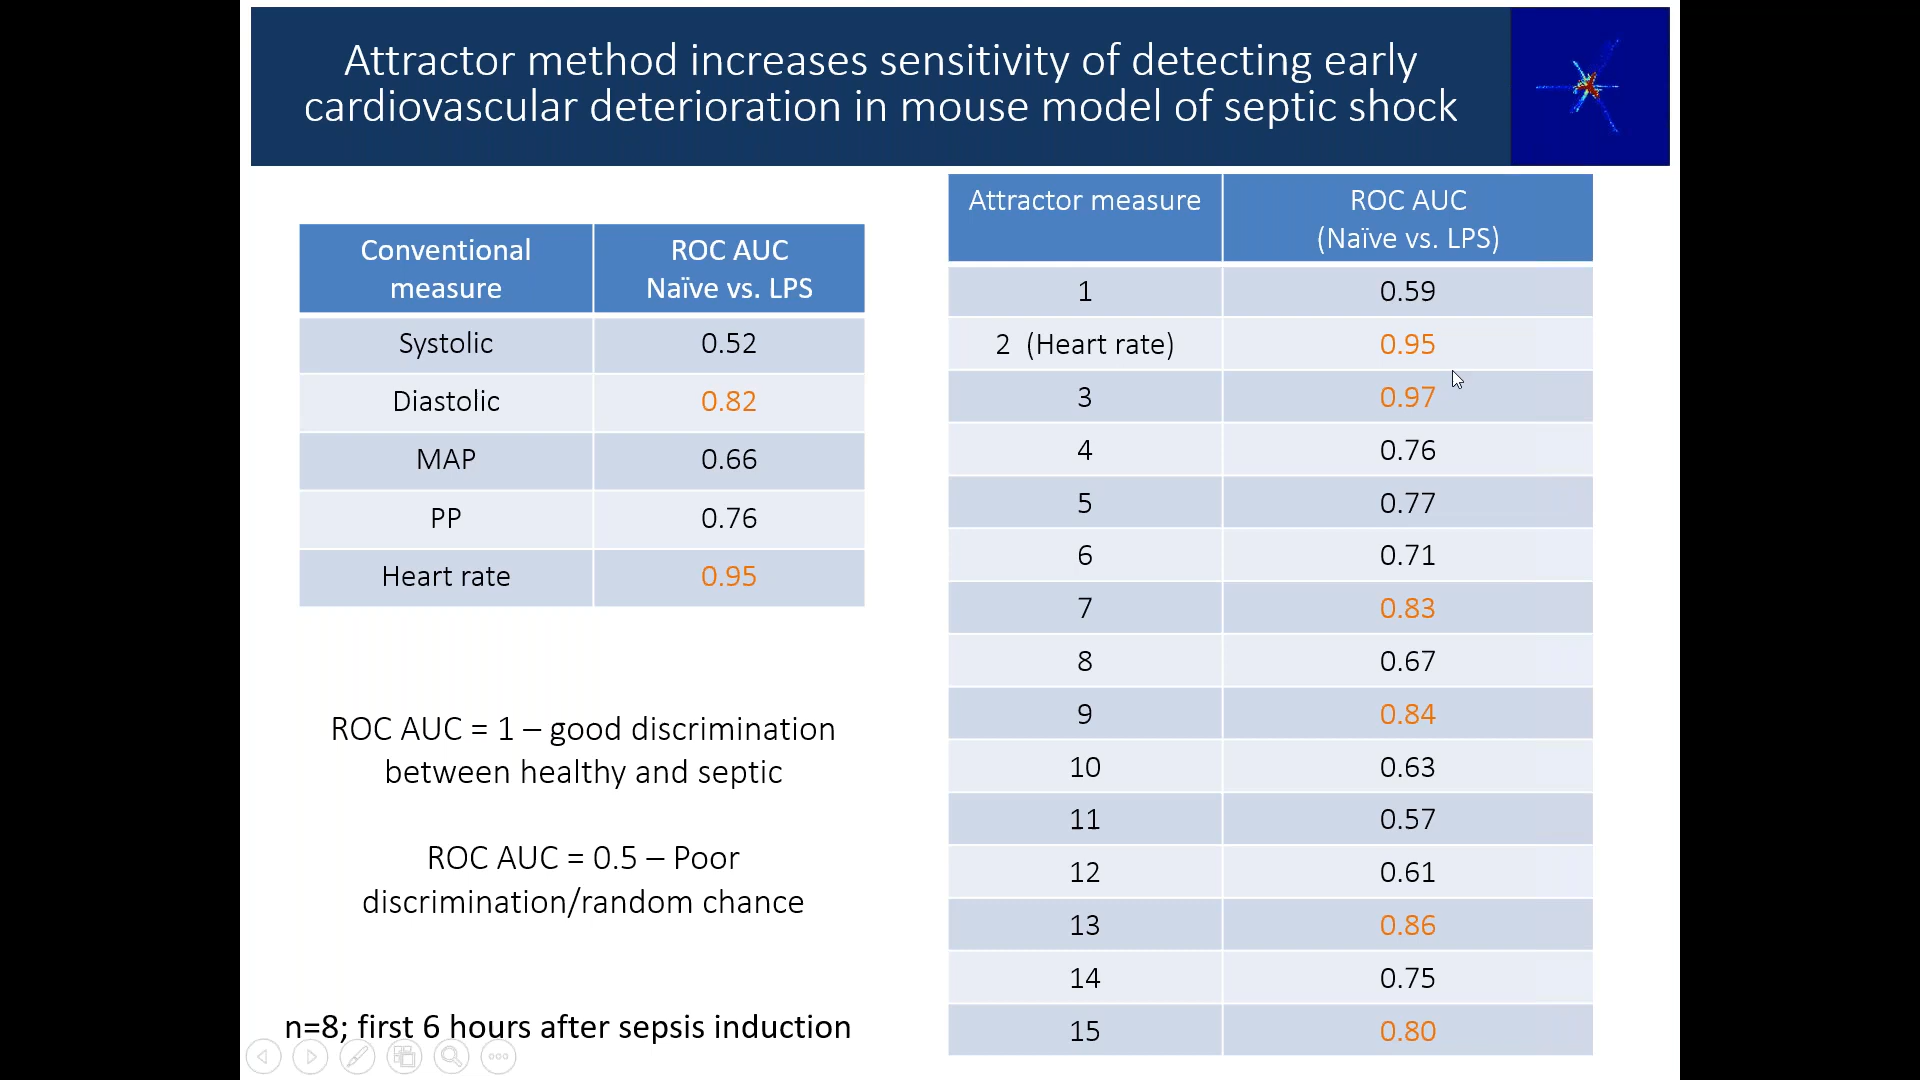 Attractor method increases sensitivity of detecting early
cardiovascular deterioration in mouse model of septic shock
Conventional measure ROC AUC Naïve vs. LPS
Systolic 0.52
Diastolic 0.82
MAP 0.66
PP 0.76
Heart rate 0.95
ROC AUC = 1 – good discrimination
between healthy and septic
ROC AUC = 0.5 – Poor
discrimination/random chance
n=8; first 6 hours after sepsis induction
Attractor measure ROC AUC (Naïve vs. LPS)
1 0.59
2 (Heart rate) 0.95
3 0.97
4 0.76
5 0.77
6 0.71
7 0.83
8 0.67
9 0.84
10 0.63
11 0.57
12 0.61
13 0.86
14 0.75
15 0.80